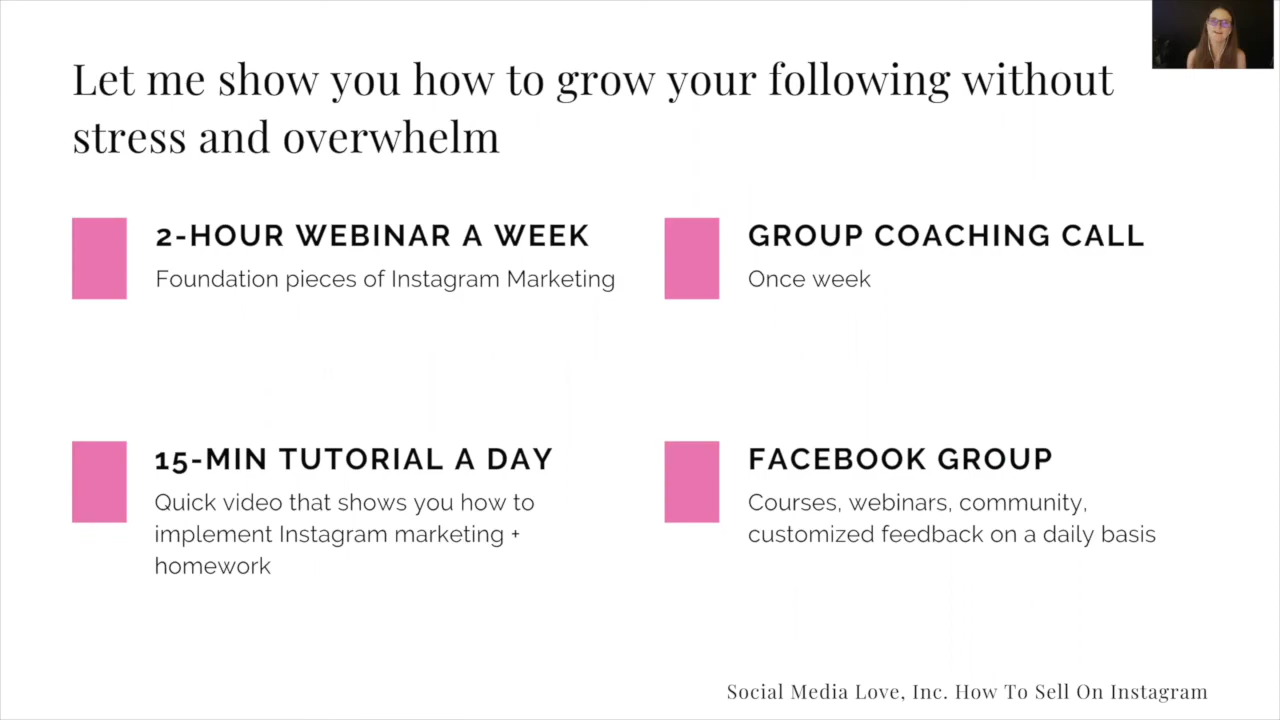 Let me show you how to grow your following without
stress and overwhelm
2-HOUR WEBINAR A WEEK
Foundation pieces of Instagram Marketing
GROUP COACHING CALL
Once week
15-MIN TUTORIAL A DAY
Quick video that shows you how to
implement Instagram marketing +
homework
FACEBOOK GROUP
Courses, webinars, community,
customized feedback on a daily basis
Social Media Love, Inc. How To Sell On Instagram